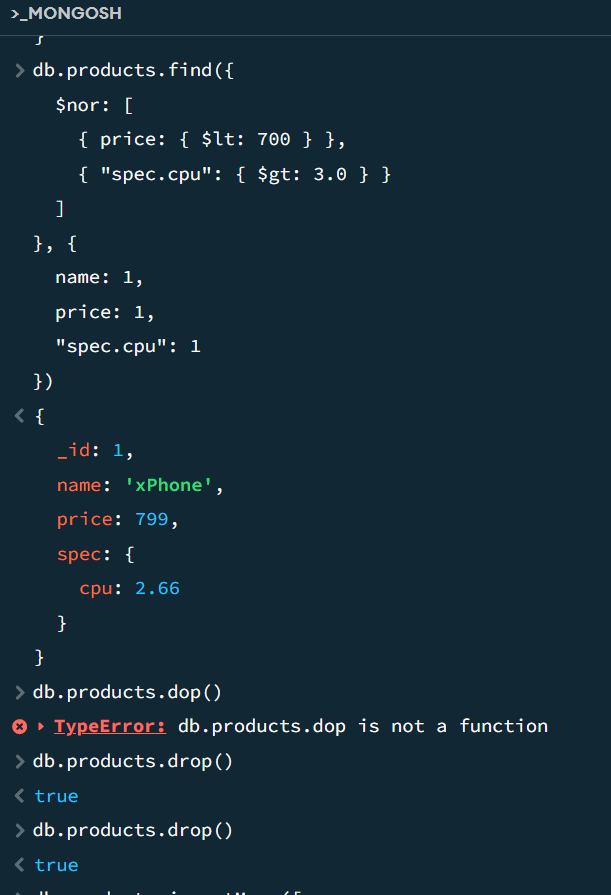 >_MONGOSH
}
> db.products.find({
$nor: [
{ price: { $lt: 700 } },
{ "spec.cpu": { $gt: 3.0 } }
]
}, {
name: 1,
price: 1,
"spec.cpu": 1
})
< {
_id: 1,
name: 'xPhone',
price: 799,
spec: {
cpu: 2.66
}
}
> db.products.dop()
TypeError: db.products.dop is not a function
> db.products.drop()
< true
> db.products.drop()
< true